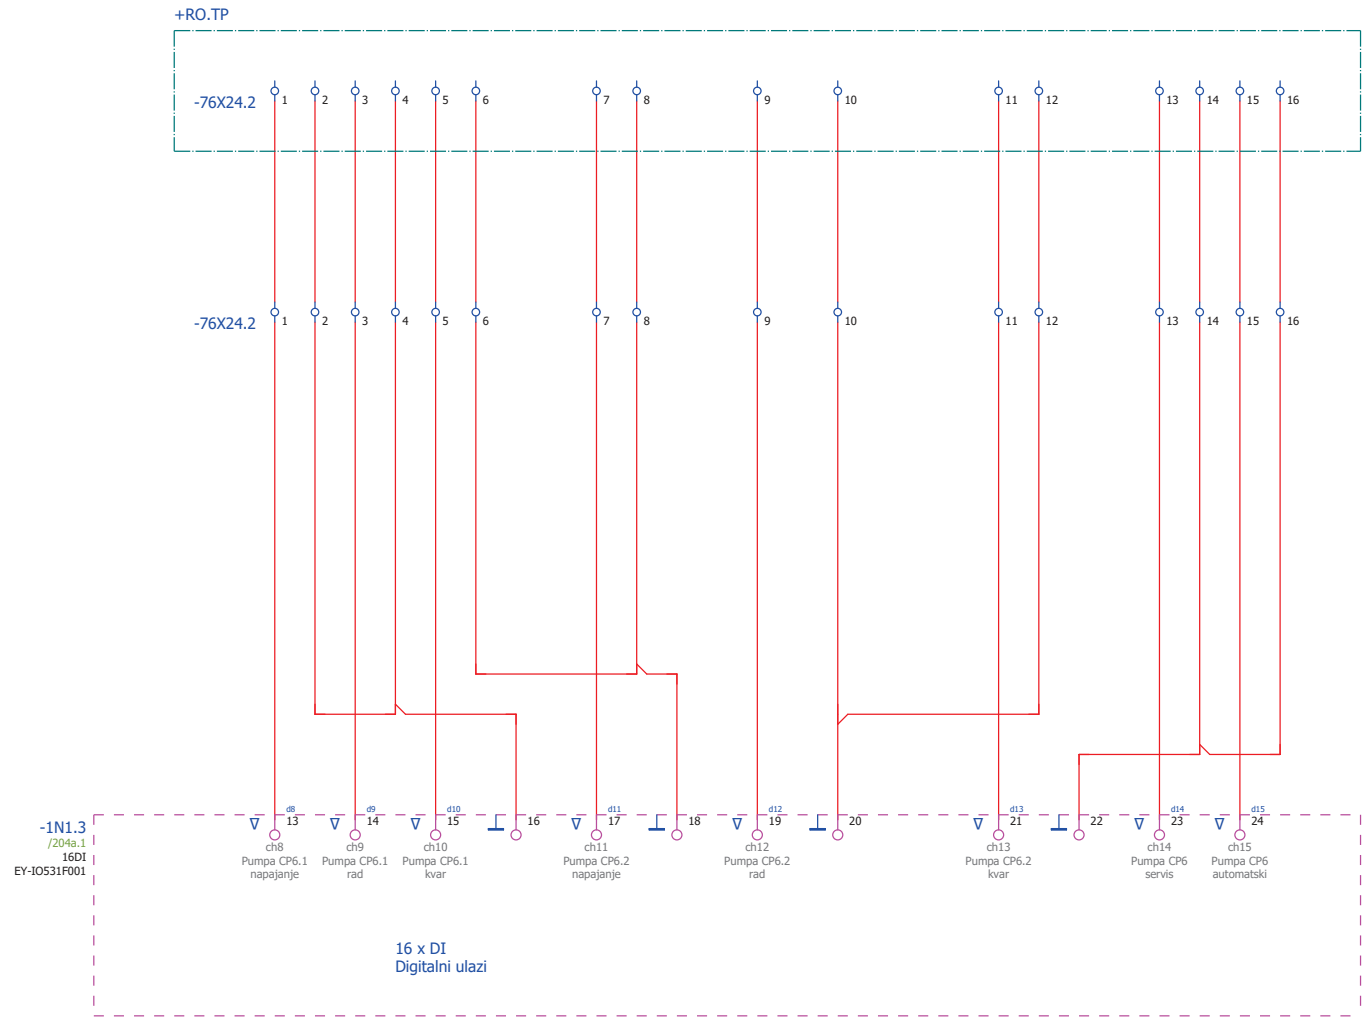 +RO.TP
-76X24.2 1 2 3 4 5 6 7 8 9 10 11 12 13 14 15 16
-76X24.2 1 2 3 4 5 6 7 8 9 10 11 12 13 14 15 16
d8 d9 d10 d11 d12 d13 d14 d15
-1N1.3 13 14 15 16 17 18 19 20 21 22 23 24
/204a.1 ch8 ch9 ch10 ch11 ch12 ch13 ch14 ch15
16DI Pumpa CP6.1 Pumpa CP6.1 Pumpa CP6.1 Pumpa CP6.2 Pumpa CP6.2 Pumpa CP6.2 Pumpa CP6 Pumpa CP6
EY-IO531F001 napajanje rad kvar napajanje rad kvar servis automatski
16 x DI
Digitalni ulazi